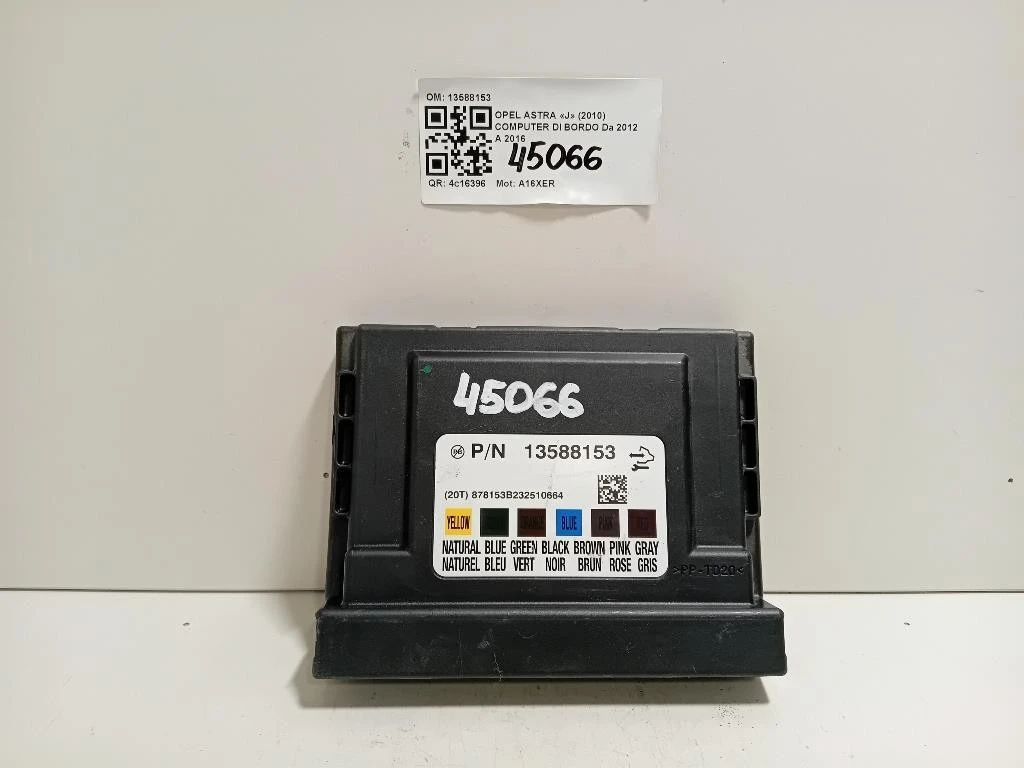 OM: 13588153
OPEL ASTRA «J» (2010)
COMPUTER DI BORDO Da 2012
A 2016
45066
QR: 4c16396 Mot: A16XER
45066
P/N 13588153
(20T) 878153B232510664
YELLOW ORANGE BLUE PINK RED
NATURAL BLUE GREEN BLACK BROWN PINK GRAY
NATUREL BLEU VERT NOIR BRUN ROSE GRIS
>PP-TD20<